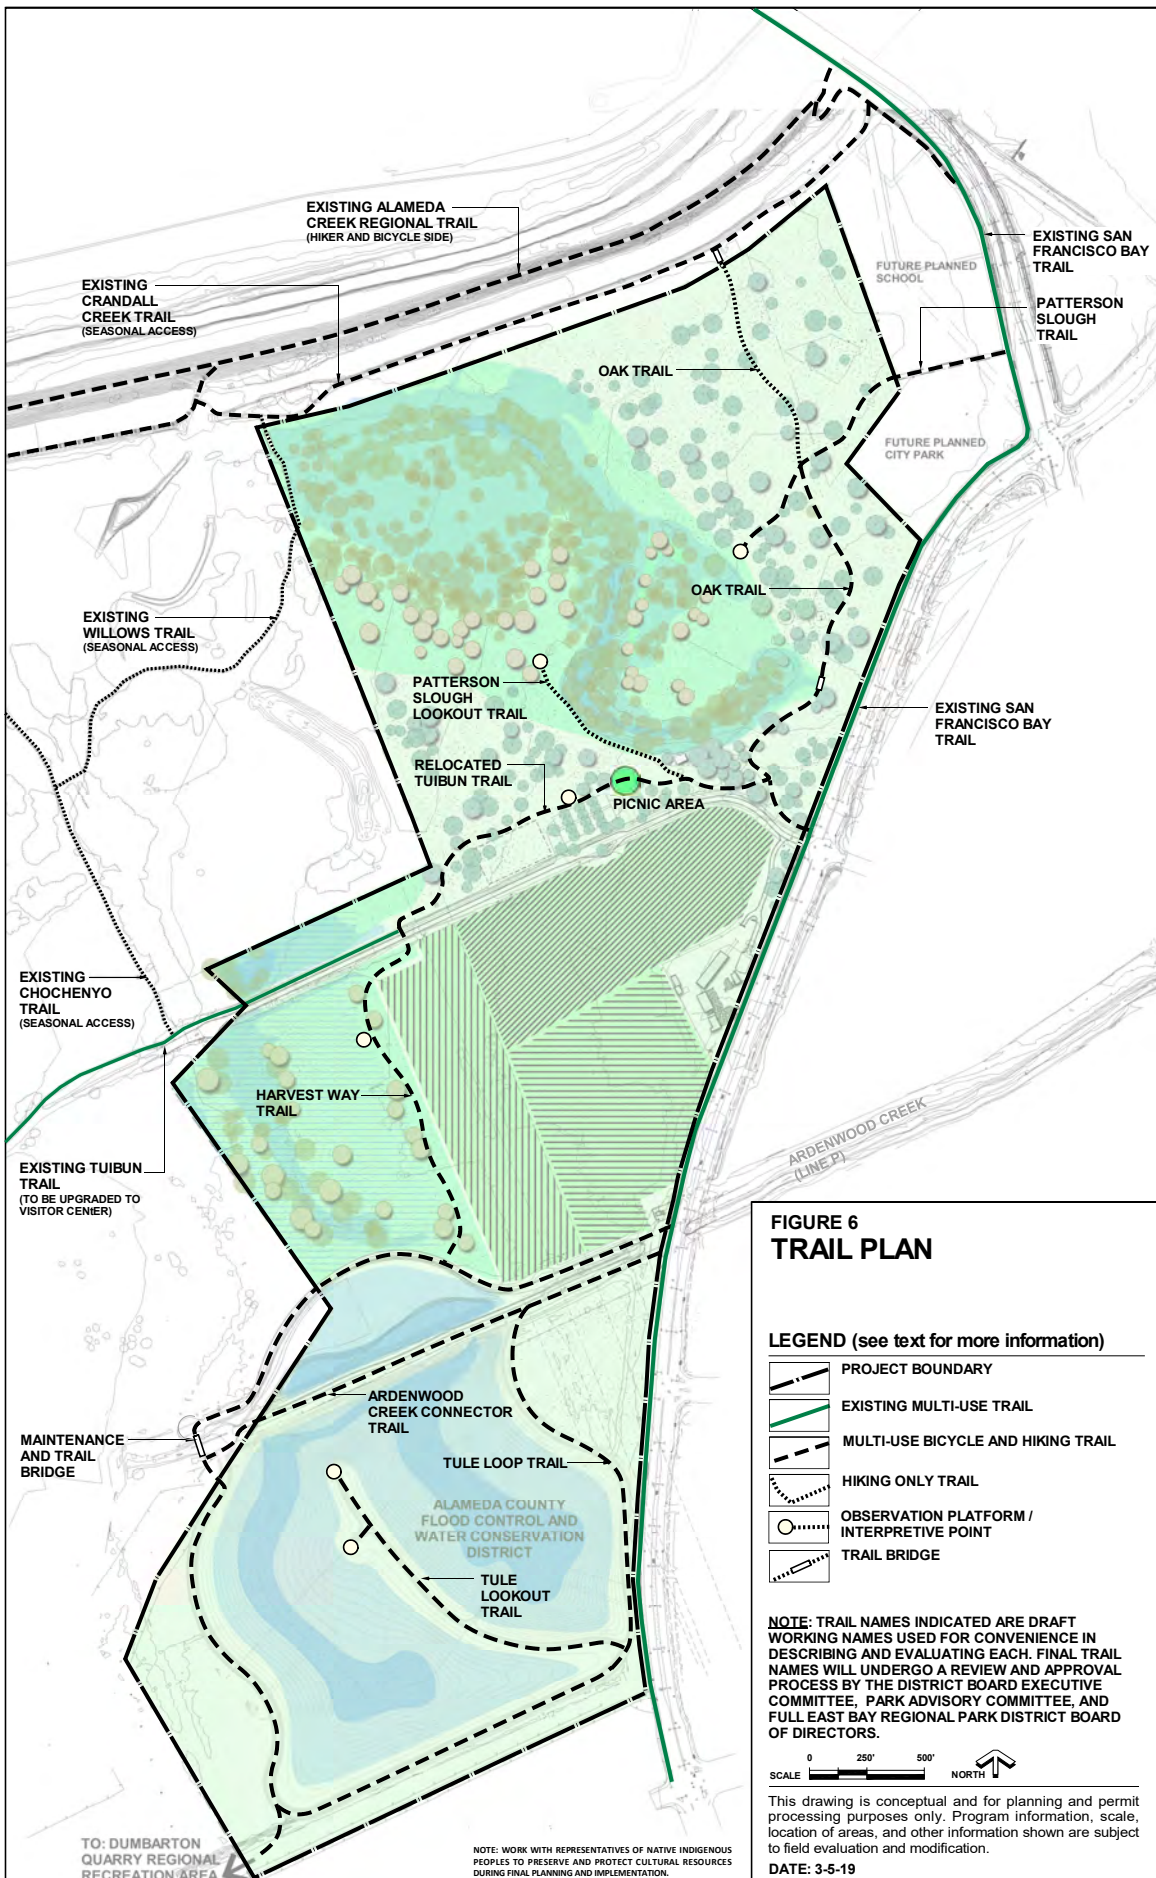 EXISTING ALAMEDA
CREEK REGIONAL TRAIL
(HIKER AND BICYCLE SIDE)
EXISTING SAN
FRANCISCO BAY
TRAIL
FUTURE PLANNED
SCHOOL
EXISTING
CRANDALL
CREEK TRAIL
(SEASONAL ACCESS)
PATTERSON
SLOUGH
TRAIL
OAK TRAIL
FUTURE PLANNED
CITY PARK
OAK TRAIL
EXISTING
WILLOWS TRAIL
(SEASONAL ACCESS)
PATTERSON
SLOUGH
LOOKOUT TRAIL
EXISTING SAN
FRANCISCO BAY
TRAIL
RELOCATED
TUIBUN TRAIL
PICNIC AREA
EXISTING
CHOCHENYO
TRAIL
(SEASONAL ACCESS)
HARVEST WAY
TRAIL
ARDENWOOD CREEK
(LINE P)
EXISTING TUIBUN
TRAIL
(TO BE UPGRADED TO
VISITOR CENtER)
ARDENWOOD
CREEK CONNECTOR
TRAIL
MAINTENANCE
AND TRAIL
BRIDGE
TULE LOOP TRAIL
ALAMEDA COUNTY
FLOOD CONTROL AND
WATER CONSERVATION
DISTRICT
TULE
LOOKOUT
TRAIL
TO: DUMBARTON
QUARRY REGIONAL
RECREATION AREA
NOTE: WORK WITH REPRESENTATIVES OF NATIVE INDIGENOUS
PEOPLES TO PRESERVE AND PROTECT CULTURAL RESOURCES
DURING FINAL PLANNING AND IMPLEMENTATION.
FIGURE 6
TRAIL PLAN
LEGEND (see text for more information)
PROJECT BOUNDARY
EXISTING MULTI-USE TRAIL
MULTI-USE BICYCLE AND HIKING TRAIL
HIKING ONLY TRAIL
OBSERVATION PLATFORM /
INTERPRETIVE POINT
TRAIL BRIDGE
NOTE: TRAIL NAMES INDICATED ARE DRAFT
WORKING NAMES USED FOR CONVENIENCE IN
DESCRIBING AND EVALUATING EACH. FINAL TRAIL
NAMES WILL UNDERGO A REVIEW AND APPROVAL
PROCESS BY THE DISTRICT BOARD EXECUTIVE
COMMITTEE, PARK ADVISORY COMMITTEE, AND
FULL EAST BAY REGIONAL PARK DISTRICT BOARD
OF DIRECTORS.
0 250' 500'
SCALE NORTH
This drawing is conceptual and for planning and permit
processing purposes only. Program information, scale,
location of areas, and other information shown are subject
to field evaluation and modification.
DATE: 3-5-19